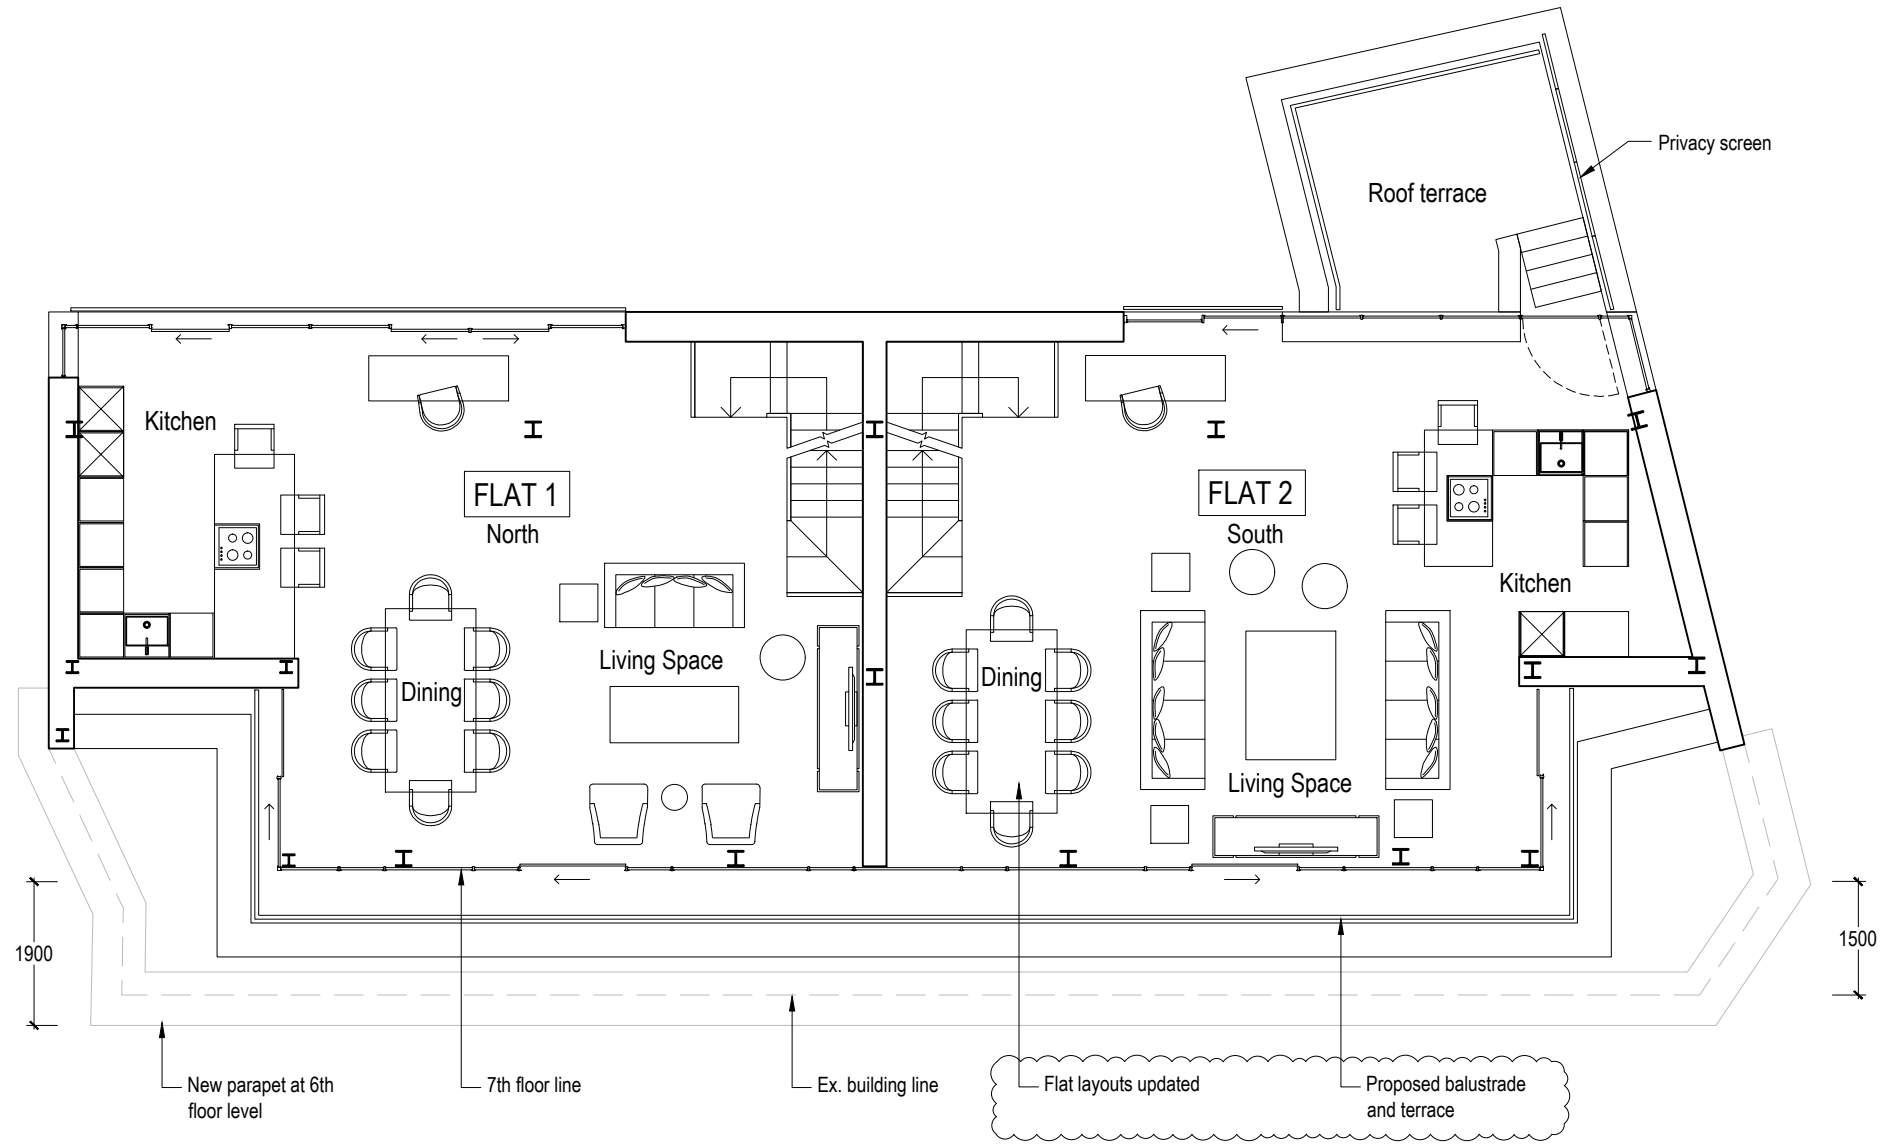 Privacy screen
Roof terrace
Kitchen
FLAT 1
North
FLAT 2
South
Kitchen
Living Space
Dining
Dining
Living Space
1900
1500
New parapet at 6th
floor level
7th floor line
Ex. building line
Flat layouts updated
Proposed balustrade
and terrace